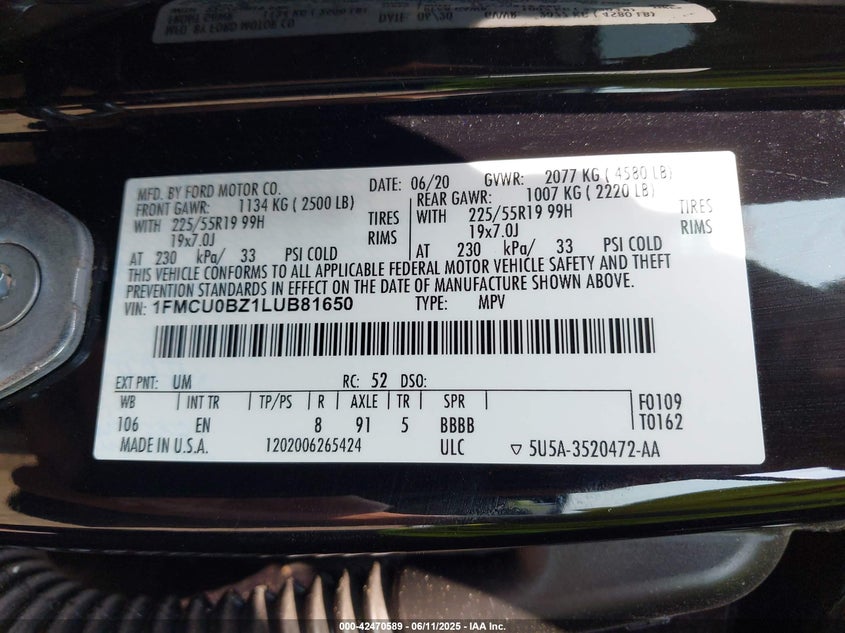 MFD. BY FORD MOTOR CO.
DATE: 06/20 GVWR: 2077 KG ( 4580 LB)
FRONT GAWR: 1134 KG ( 2500 LB)
REAR GAWR: 1007 KG ( 2220 LB)
WITH 225/55R19 99H TIRES
WITH 225/55R19 99H TIRES
19x7.0J RIMS
19x7.0J RIMS
AT 230 kPa/ 33 PSI COLD
AT 230 kPa/ 33 PSI COLD
THIS VEHICLE CONFORMS TO ALL APPLICABLE FEDERAL MOTOR VEHICLE SAFETY AND THEFT
PREVENTION STANDARDS IN EFFECT ON THE DATE OF MANUFACTURE SHOWN ABOVE.
VIN: 1FMCU0BZ1LUB81650 TYPE: MPV
EXT PNT: UM RC: 52 DSO:
WB INT TR TP/PS R AXLE TR SPR F0109
106 EN 8 91 5 BBBB T0162
MADE IN U.S.A. 1202006265424 ULC ▽ 5U5A-3520472-AA
000-42470589 - 06/11/2025 - IAA Inc.